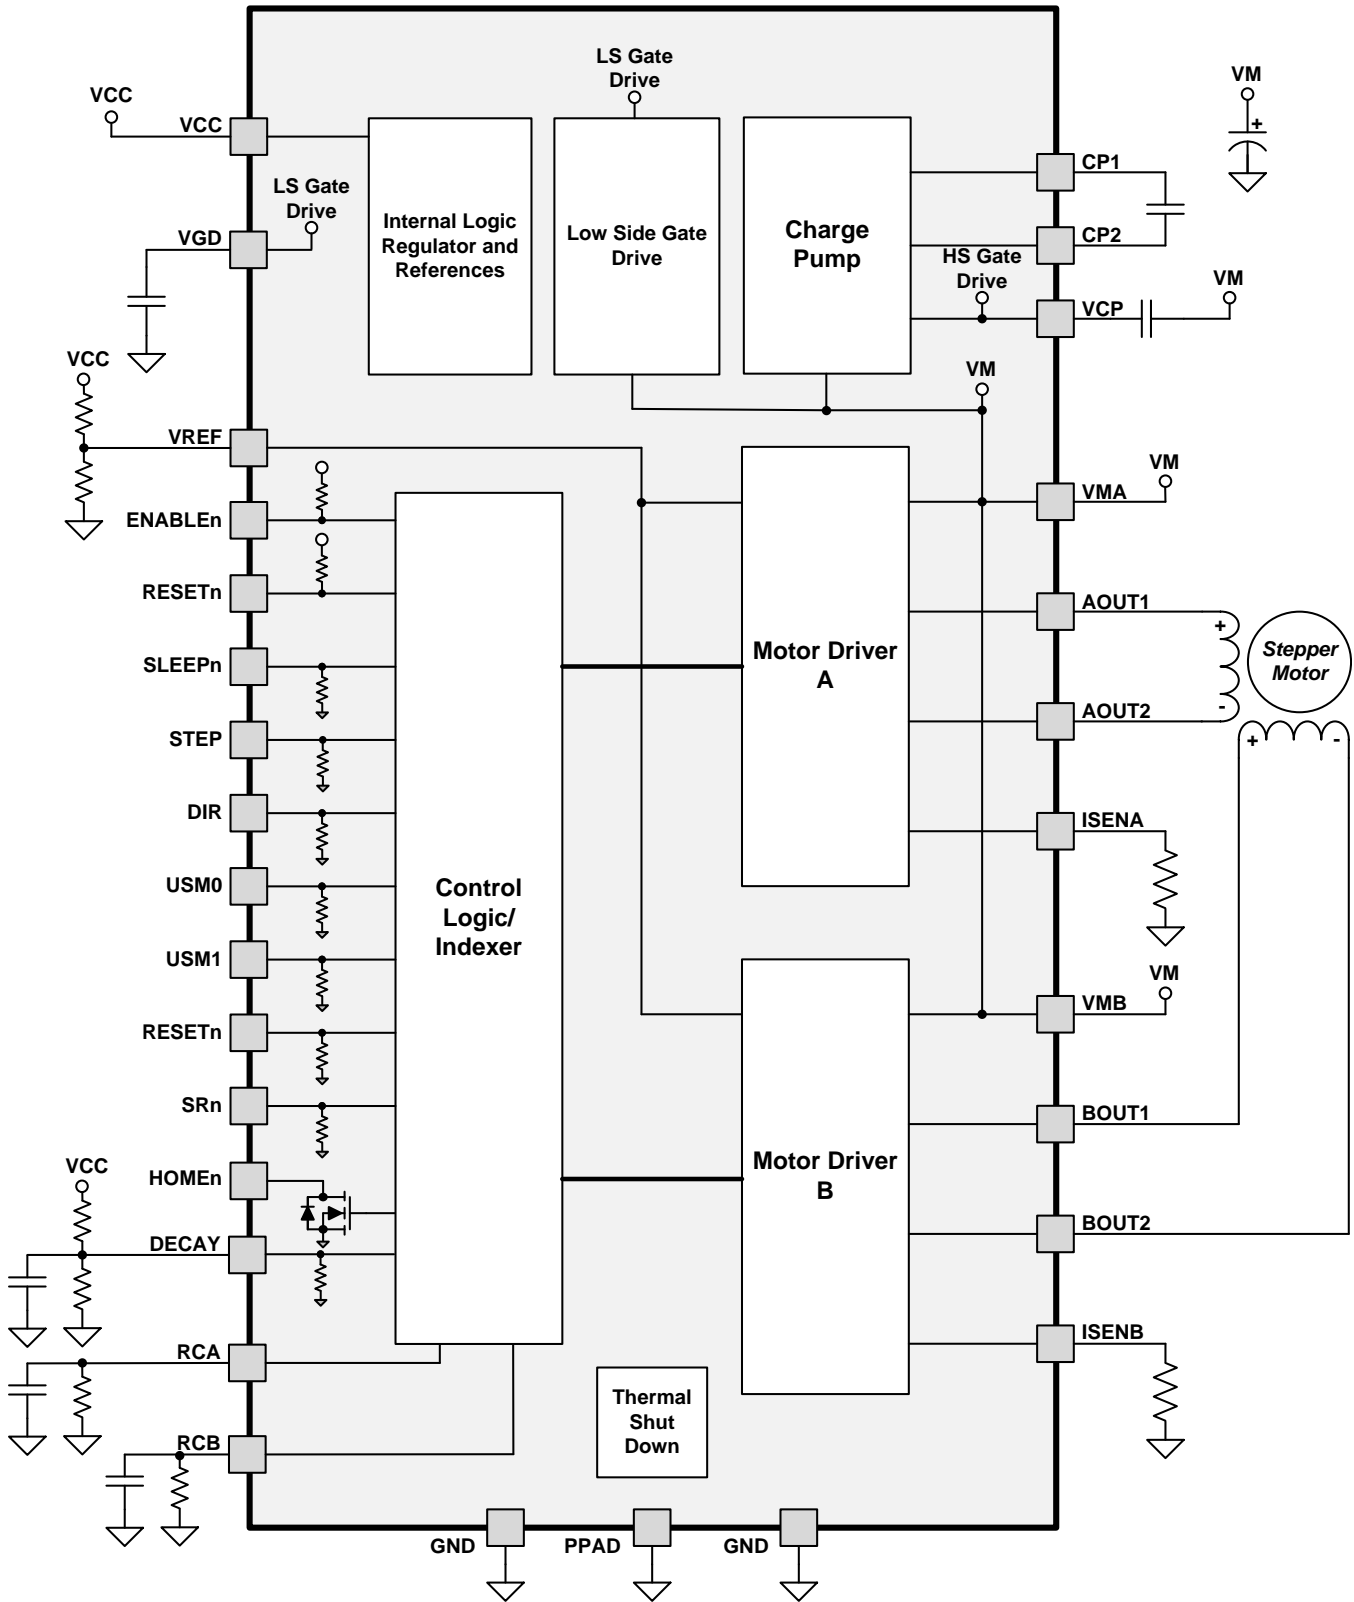 LS Gate
Drive
VM
VCC
VCC
CP1
LS Gate
Drive
Internal Logic
Regulator and
References
Low Side Gate
Drive
Charge
Pump
VGD
CP2
HS Gate
Drive
VM
VCP
VCC
VM
VREF
VM
VMA
ENABLEn
RESETn
AOUT1
SLEEPn
Motor Driver
A
+
Stepper
Motor
-
AOUT2
STEP
+
-
DIR
ISENA
USM0
Control
Logic/
Indexer
USM1
VM
VMB
RESETn
SRn
BOUT1
VCC
HOMEn
Motor Driver
B
DECAY
BOUT2
RCA
ISENB
Thermal
Shut
Down
RCB
GND
PPAD
GND
+